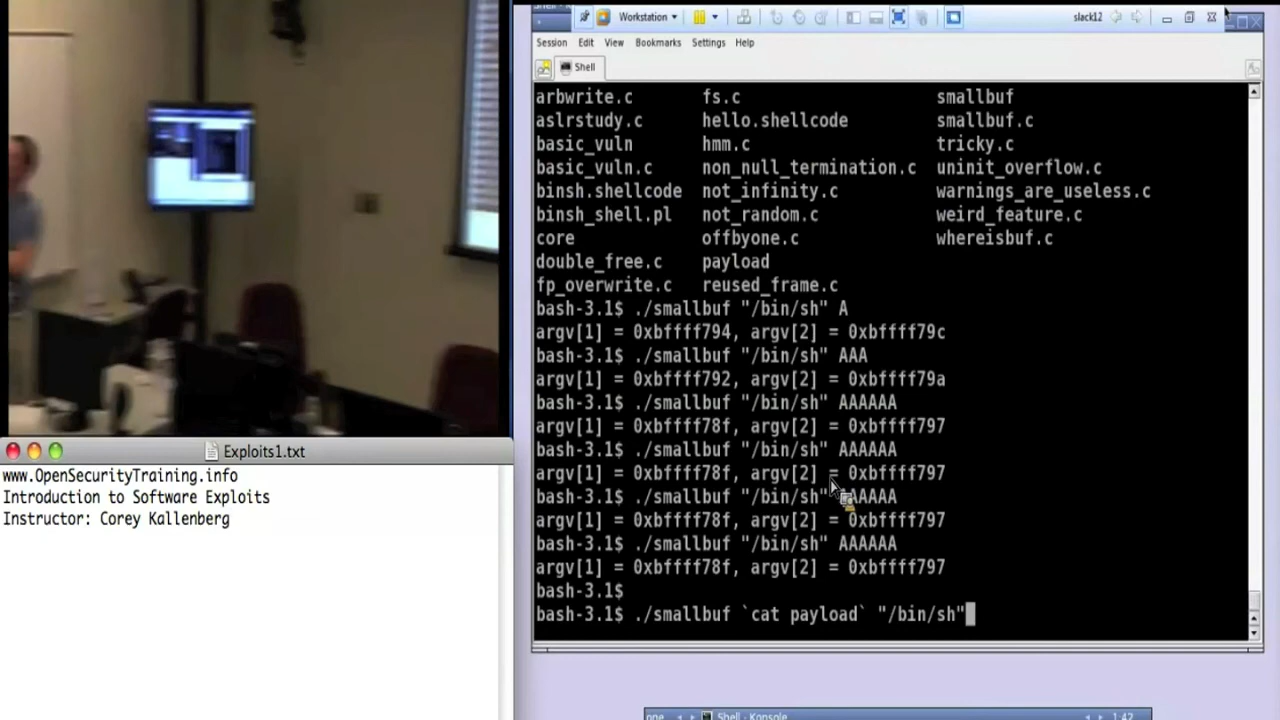 Workstation
slack12
Session Edit View Bookmarks Settings Help
Shell
arbwrite.c fs.c smallbuf
aslrstudy.c hello.shellcode smallbuf.c
basic_vuln hmm.c tricky.c
basic_vuln.c non_null_termination.c uninit_overflow.c
binsh.shellcode not_infinity.c warnings_are_useless.c
binsh_shell.pl not_random.c weird_feature.c
core offbyone.c whereisbuf.c
double_free.c payload
fp_overwrite.c reused_frame.c
bash-3.1$ ./smallbuf "/bin/sh" A
argv[1] = 0xbffff794, argv[2] = 0xbffff79c
bash-3.1$ ./smallbuf "/bin/sh" AAA
argv[1] = 0xbffff792, argv[2] = 0xbffff79a
bash-3.1$ ./smallbuf "/bin/sh" AAAAAA
argv[1] = 0xbffff78f, argv[2] = 0xbffff797
bash-3.1$ ./smallbuf "/bin/sh" AAAAAA
argv[1] = 0xbffff78f, argv[2] = 0xbffff797
bash-3.1$ ./smallbuf "/bin/sh" AAAAAA
argv[1] = 0xbffff78f, argv[2] = 0xbffff797
bash-3.1$ ./smallbuf "/bin/sh" AAAAAA
argv[1] = 0xbffff78f, argv[2] = 0xbffff797
bash-3.1$
bash-3.1$ ./smallbuf `cat payload` "/bin/sh"
Exploits1.txt
www.OpenSecurityTraining.info
Introduction to Software Exploits
Instructor: Corey Kallenberg
Shell - Konsole